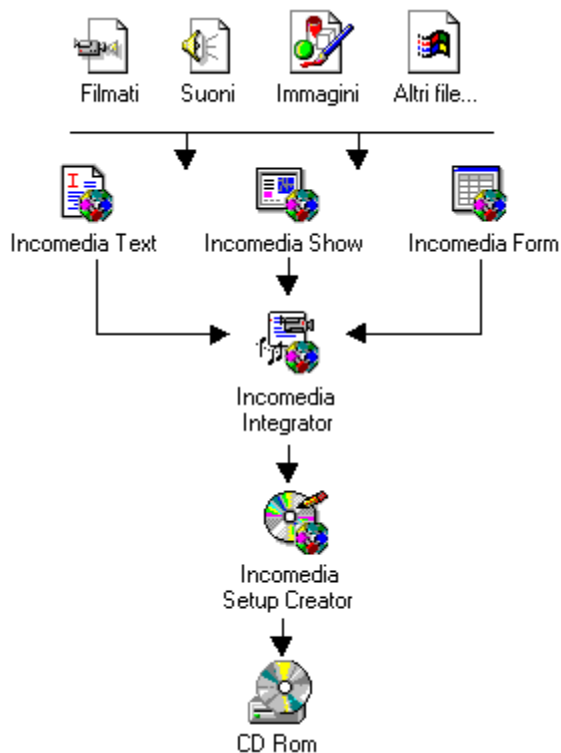 Filmati
Suoni
Immagini
Altri file...
Incomedia Text
Incomedia Show
Incomedia Form
Incomedia
Integrator
Incomedia
Setup Creator
CD Rom